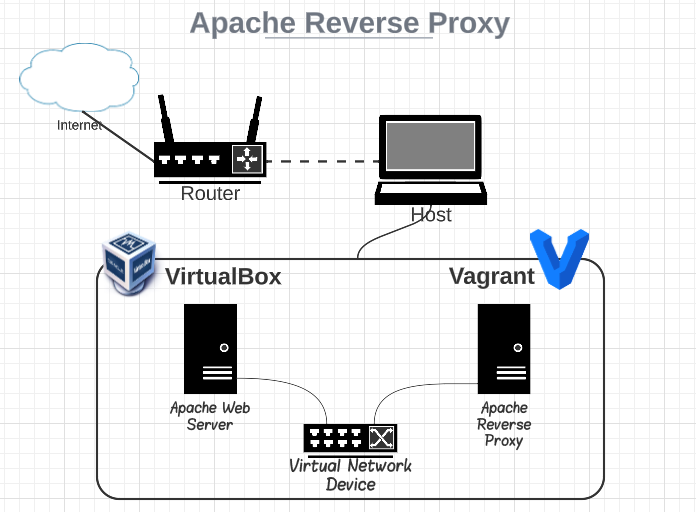 Apache Reverse Proxy
Internet
Router
Host
VirtualBox
Vagrant
Apache Web
Server
Apache
Reverse
Proxy
Virtual Network
Device